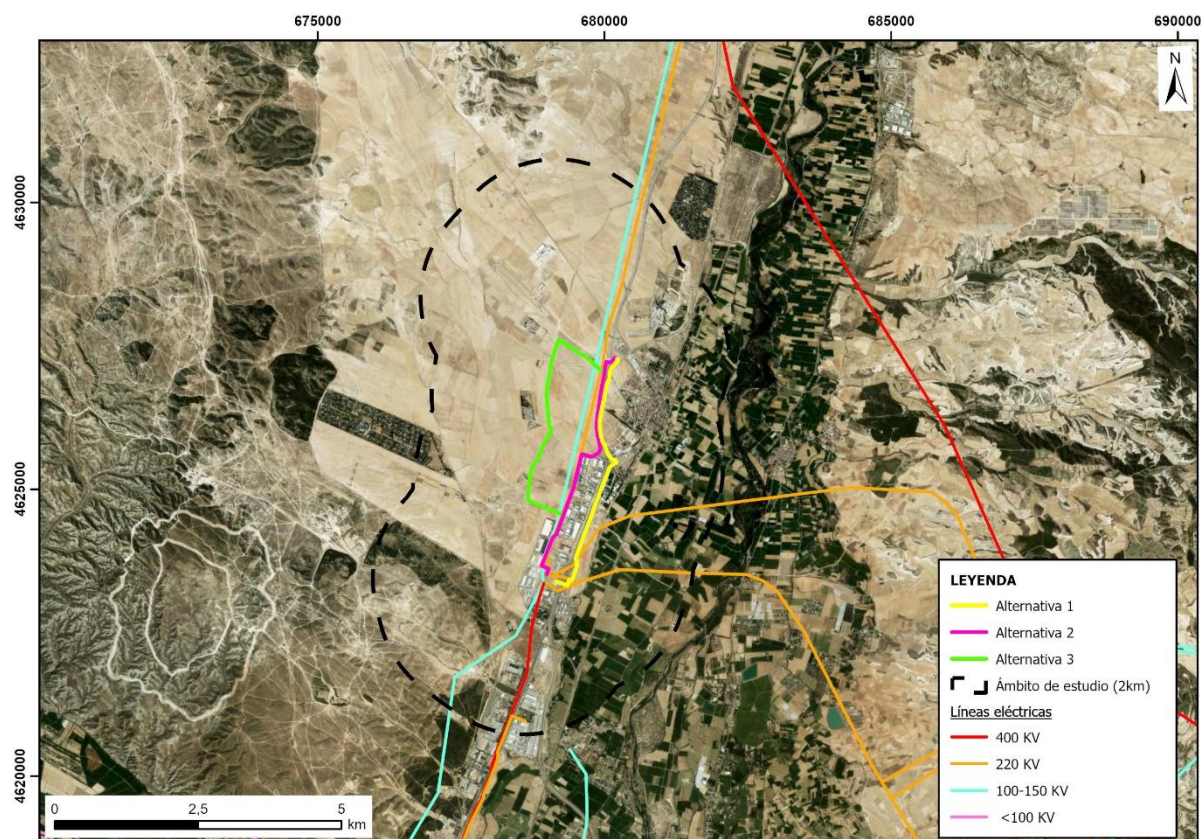 675000
680000
685000
690000
N
4630000
4625000
4620000
LEYENDA
Alternativa 1
Alternativa 2
Alternativa 3
Ámbito de estudio (2km)
Líneas eléctricas
400 KV
220 KV
100-150 KV
<100 KV
0
2,5
5
km